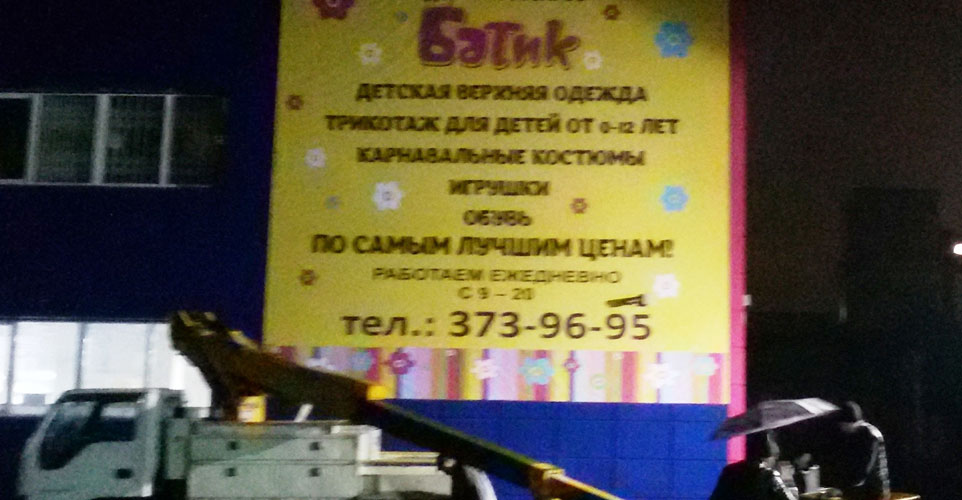 Батик
ДЕТСКАЯ ВЕРХНЯЯ ОДЕЖДА
ТРИКОТАЖ ДЛЯ ДЕТЕЙ ОТ 0-12 ЛЕТ
КАРНАВАЛЬНЫЕ КОСТЮМЫ
ИГРУШКИ
ОБУВЬ
ПО САМЫМ ЛУЧШИМ ЦЕНАМ!
РАБОТАЕМ ЕЖЕДНЕВНО
С 9 – 20
тел.: 373-96-95